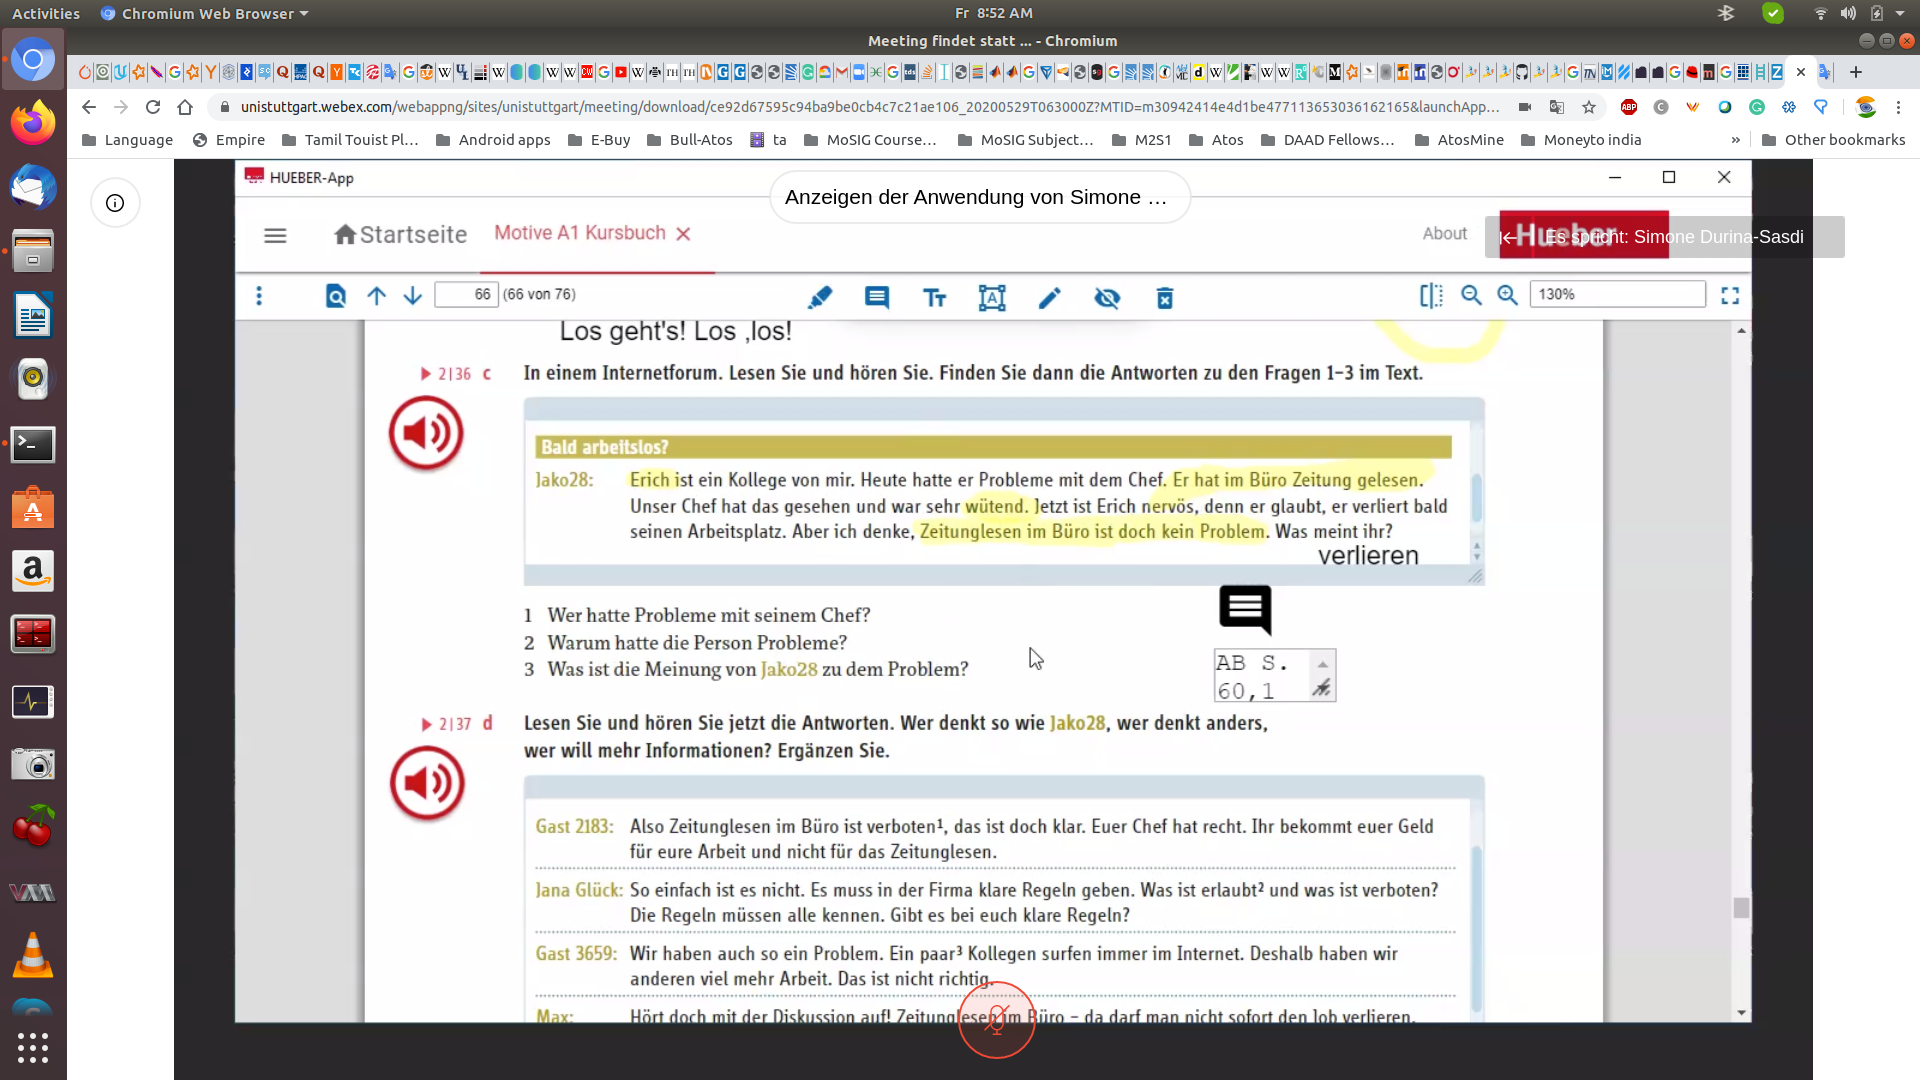 Activities
Chromium Web Browser
Fr 8:52 AM
Meeting findet statt ... - Chromium
unistuttgart.webex.com/webappng/sites/unistuttgart/meeting/download/ce92d67595c94ba9be0cb4c7c21ae106_20200529T063000Z?MTID=m30942414e4d1be477113653036162165&launchApp...
Language
Empire
Tamil Touist Pl...
Android apps
E-Buy
Bull-Atos
ta
MoSIG Course...
MoSIG Subject...
M2S1
Atos
DAAD Fellows...
AtosMine
Moneyto india
»
Other bookmarks
HUEBER-App
Anzeigen der Anwendung von Simone ...
Startseite
Motive A1 Kursbuch
About
Hueber
Es spricht: Simone Durina-Sasdi
66 (66 von 76)
130%
Los geht's! Los ,los!
2|36 c In einem Internetforum. Lesen Sie und hören Sie. Finden Sie dann die Antworten zu den Fragen 1–3 im Text.
Bald arbeitslos?
Jako28: Erich ist ein Kollege von mir. Heute hatte er Probleme mit dem Chef. Er hat im Büro Zeitung gelesen.
Unser Chef hat das gesehen und war sehr wütend. Jetzt ist Erich nervös, denn er glaubt, er verliert bald
seinen Arbeitsplatz. Aber ich denke, Zeitunglesen im Büro ist doch kein Problem. Was meint ihr?
verlieren
1 Wer hatte Probleme mit seinem Chef?
2 Warum hatte die Person Probleme?
3 Was ist die Meinung von Jako28 zu dem Problem?
AB S.
60,1
2|37 d Lesen Sie und hören Sie jetzt die Antworten. Wer denkt so wie Jako28, wer denkt anders,
wer will mehr Informationen? Ergänzen Sie.
Gast 2183: Also Zeitunglesen im Büro ist verboten¹, das ist doch klar. Euer Chef hat recht. Ihr bekommt euer Geld
für eure Arbeit und nicht für das Zeitunglesen.
Jana Glück: So einfach ist es nicht. Es muss in der Firma klare Regeln geben. Was ist erlaubt² und was ist verboten?
Die Regeln müssen alle kennen. Gibt es bei euch klare Regeln?
Gast 3659: Wir haben auch so ein Problem. Ein paar³ Kollegen surfen immer im Internet. Deshalb haben wir
anderen viel mehr Arbeit. Das ist nicht richtig.
Max: Hört doch mit der Diskussion auf! Zeitunglesen im Büro – da darf man nicht sofort den Job verlieren.